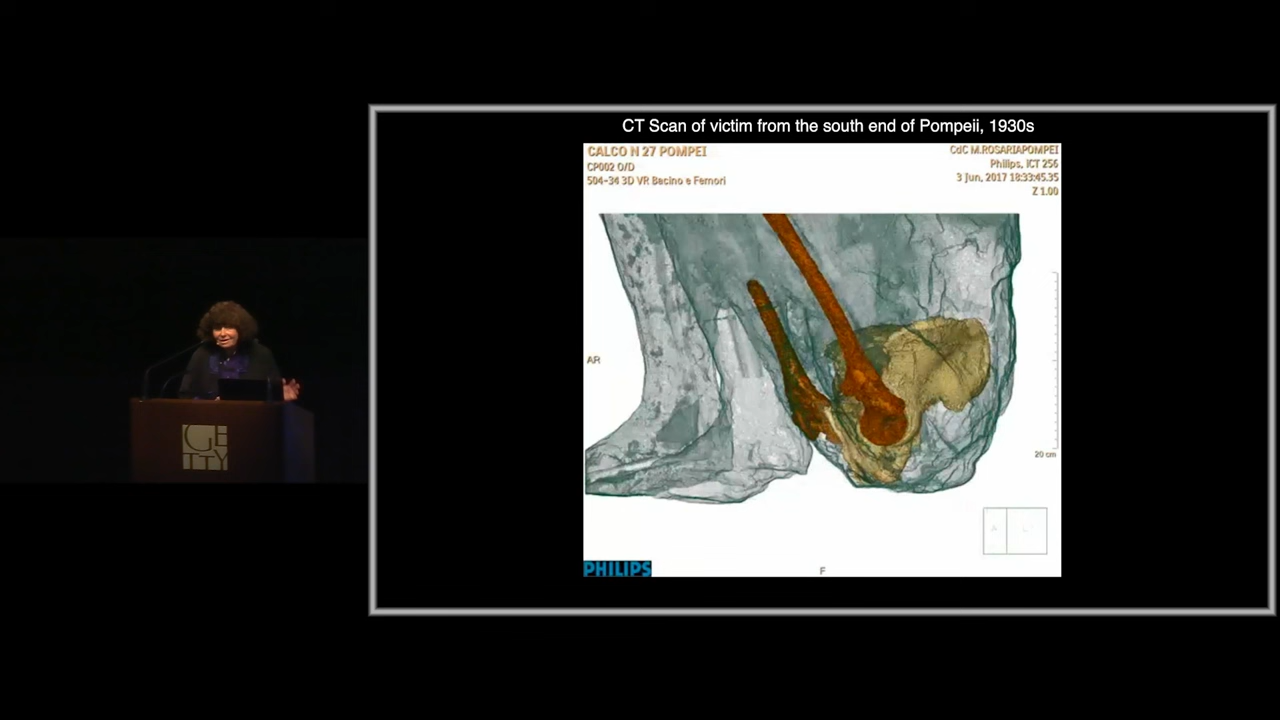 CT Scan of victim from the south end of Pompeii, 1930s
CALCO N 27 POMPEI
CP002 O/D
504-34 3D VR Bacino e Femori
CdC M.ROSARIAPOMPEI
Philips, ICT 256
3 Jun, 2017 18:33:45.35
Z 1.00
AR
20 cm
A L
PHILIPS
F
GE
TTY